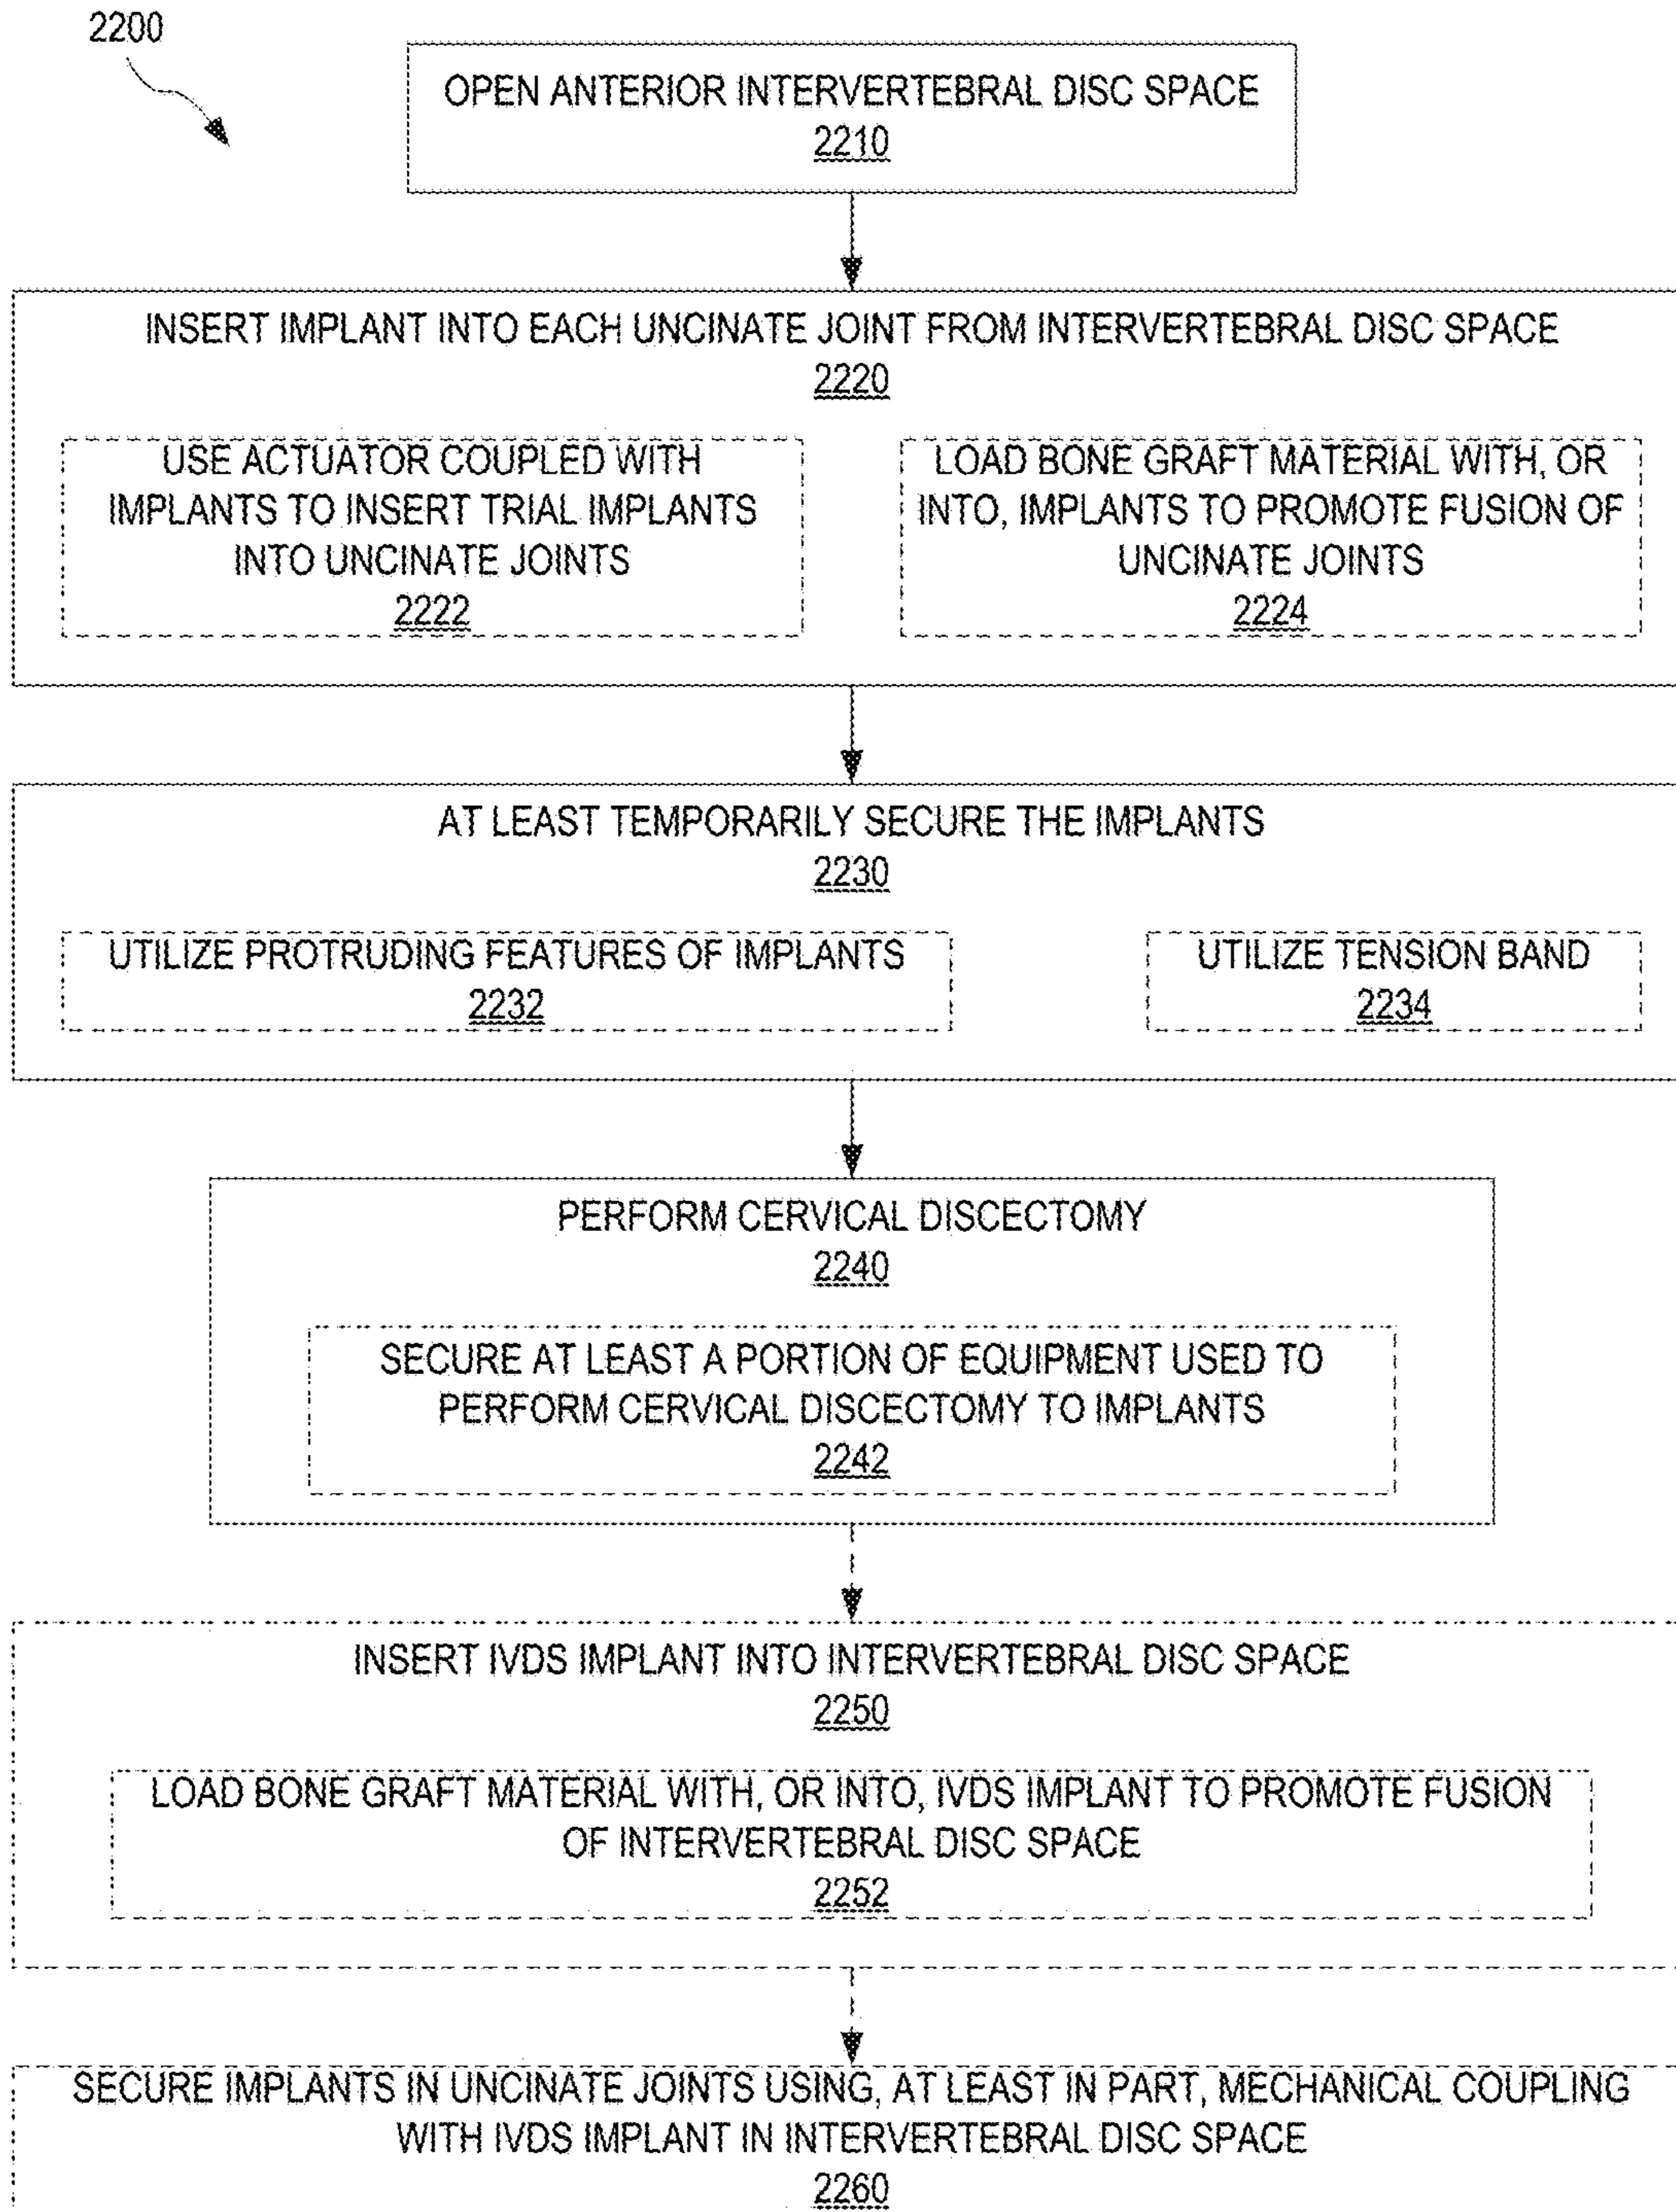 2200
OPEN ANTERIOR INTERVERTEBRAL DISC SPACE
2210
INSERT IMPLANT INTO EACH UNCINATE JOINT FROM INTERVERTEBRAL DISC SPACE
2220
USE ACTUATOR COUPLED WITH
IMPLANTS TO INSERT TRIAL IMPLANTS
INTO UNCINATE JOINTS
2222
LOAD BONE GRAFT MATERIAL WITH, OR
INTO, IMPLANTS TO PROMOTE FUSION OF
UNCINATE JOINTS
2224
AT LEAST TEMPORARILY SECURE THE IMPLANTS
2230
UTILIZE PROTRUDING FEATURES OF IMPLANTS
2232
UTILIZE TENSION BAND
2234
PERFORM CERVICAL DISCECTOMY
2240
SECURE AT LEAST A PORTION OF EQUIPMENT USED TO
PERFORM CERVICAL DISCECTOMY TO IMPLANTS
2242
INSERT IVDS IMPLANT INTO INTERVERTEBRAL DISC SPACE
2250
LOAD BONE GRAFT MATERIAL WITH, OR INTO, IVDS IMPLANT TO PROMOTE FUSION
OF INTERVERTEBRAL DISC SPACE
2252
SECURE IMPLANTS IN UNCINATE JOINTS USING, AT LEAST IN PART, MECHANICAL COUPLING
WITH IVDS IMPLANT IN INTERVERTEBRAL DISC SPACE
2260